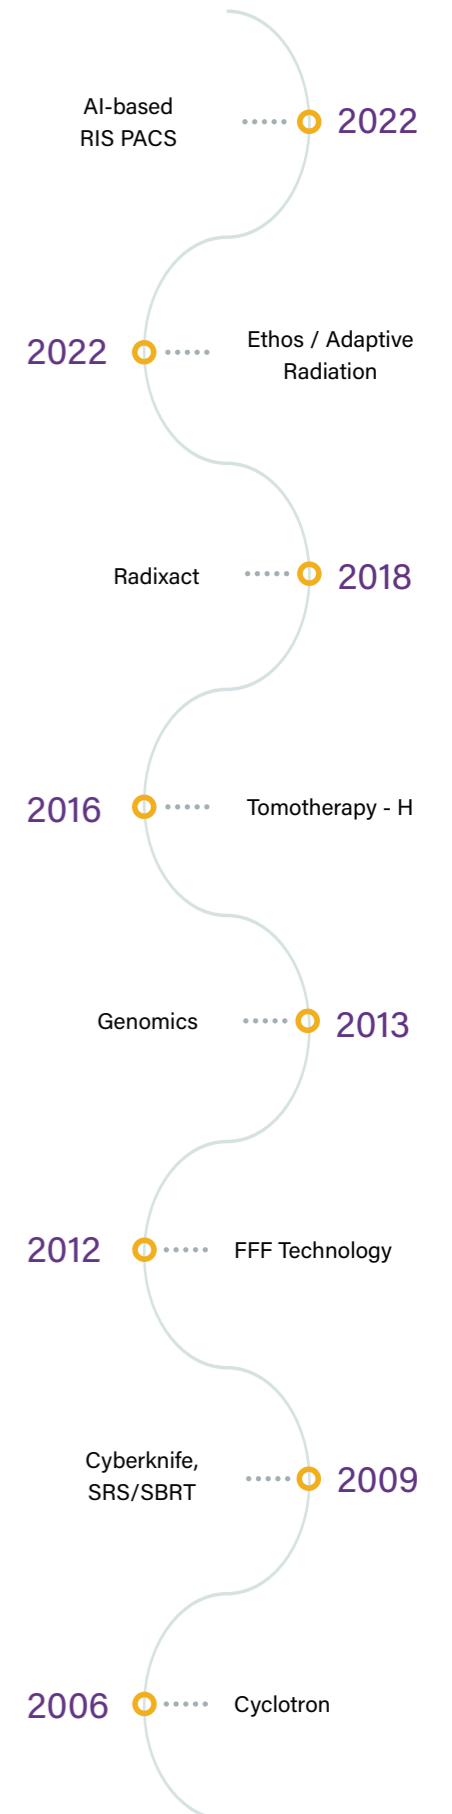 AI-based
RIS PACS
2022
2022
Ethos / Adaptive
Radiation
Radixact
2018
2016
Tomotherapy - H
Genomics
2013
2012
FFF Technology
Cyberknife,
SRS/SBRT
2009
2006
Cyclotron